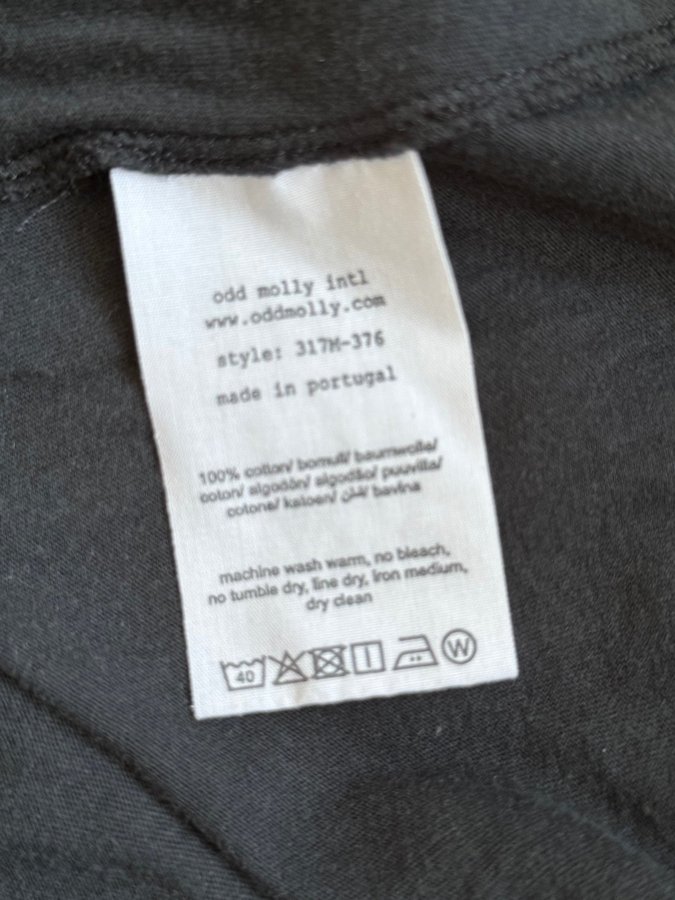 odd molly intl
www.oddmolly.com
style: 317M-376
made in portugal
100% cotton/ bomull/ baumwolle/
coton/ algodón/ algodão/ puuvilla/
cotone/ katoen/ قطن/ bavlna
machine wash warm, no bleach,
no tumble dry, line dry, iron medium,
dry clean
40
W